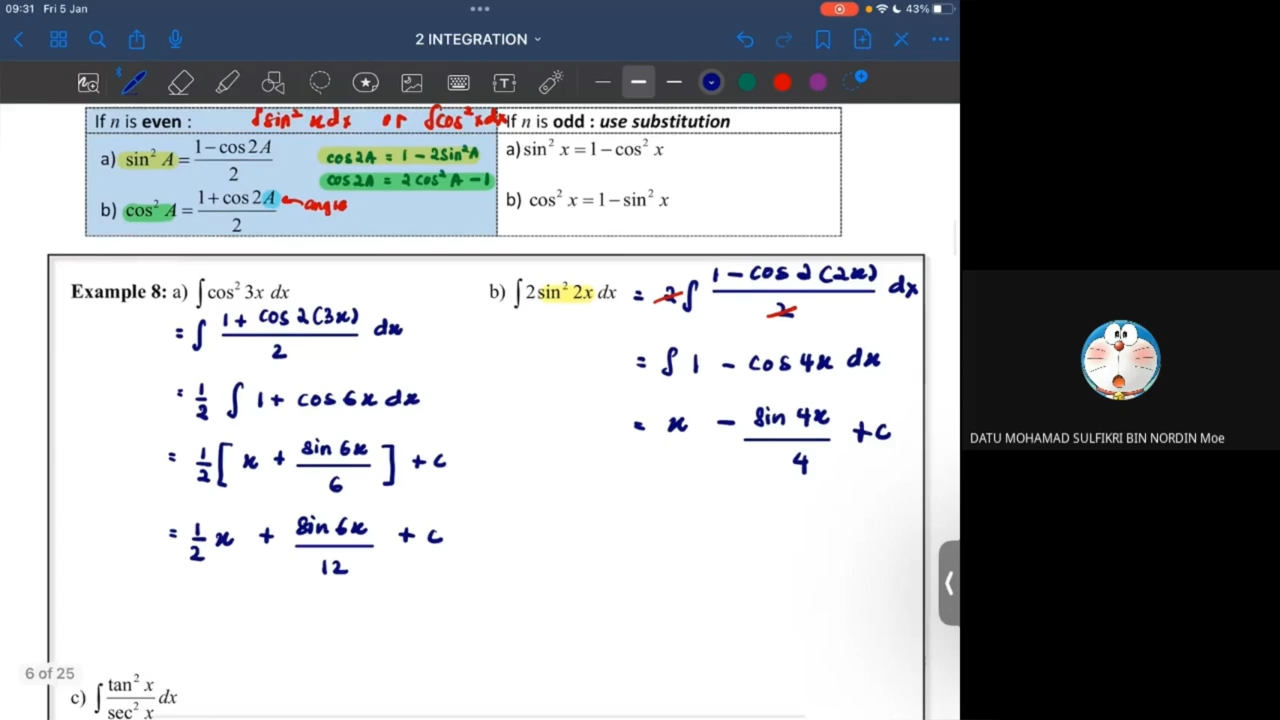 09:31 Fri 5 Jan
43%
2 INTEGRATION
If n is even : ∫sin² x dx or ∫cos² x dx
a) sin² A = (1 − cos 2A)/2
cos 2A = 1 − 2 sin² A
cos 2A = 2 cos² A − 1
b) cos² A = (1 + cos 2A)/2 ← angle
If n is odd : use substitution
a) sin² x = 1 − cos² x
b) cos² x = 1 − sin² x
Example 8: a) ∫cos² 3x dx
= ∫ (1 + cos 2(3x))/2 dx
= 1/2 ∫ 1 + cos 6x dx
= 1/2 [ x + sin 6x/6 ] + c
= 1/2 x + sin 6x/12 + c
b) ∫2 sin² 2x dx = 2∫ (1 − cos 2(2x))/2 dx
= ∫ 1 − cos 4x dx
= x − sin 4x/4 + c
6 of 25
c) ∫ tan² x/sec² x dx
DATU MOHAMAD SULFIKRI BIN NORDIN Moe